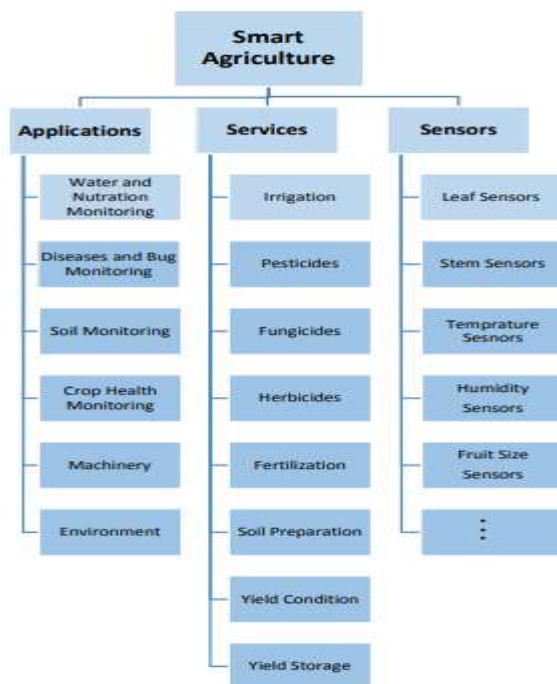 Smart
Agriculture
Applications
Water and
Nutration
Monitoring
Diseases and Bug
Monitoring
Soil Monitoring
Crop Health
Monitoring
Machinery
Environment
Services
Irrigation
Pesticides
Fungicides
Herbicides
Fertilization
Soil Preparation
Yield Condition
Yield Storage
Sensors
Leaf Sensors
Stem Sensors
Temprature
Sesnors
Humidity
Sensors
Fruit Size
Sensors
⋮